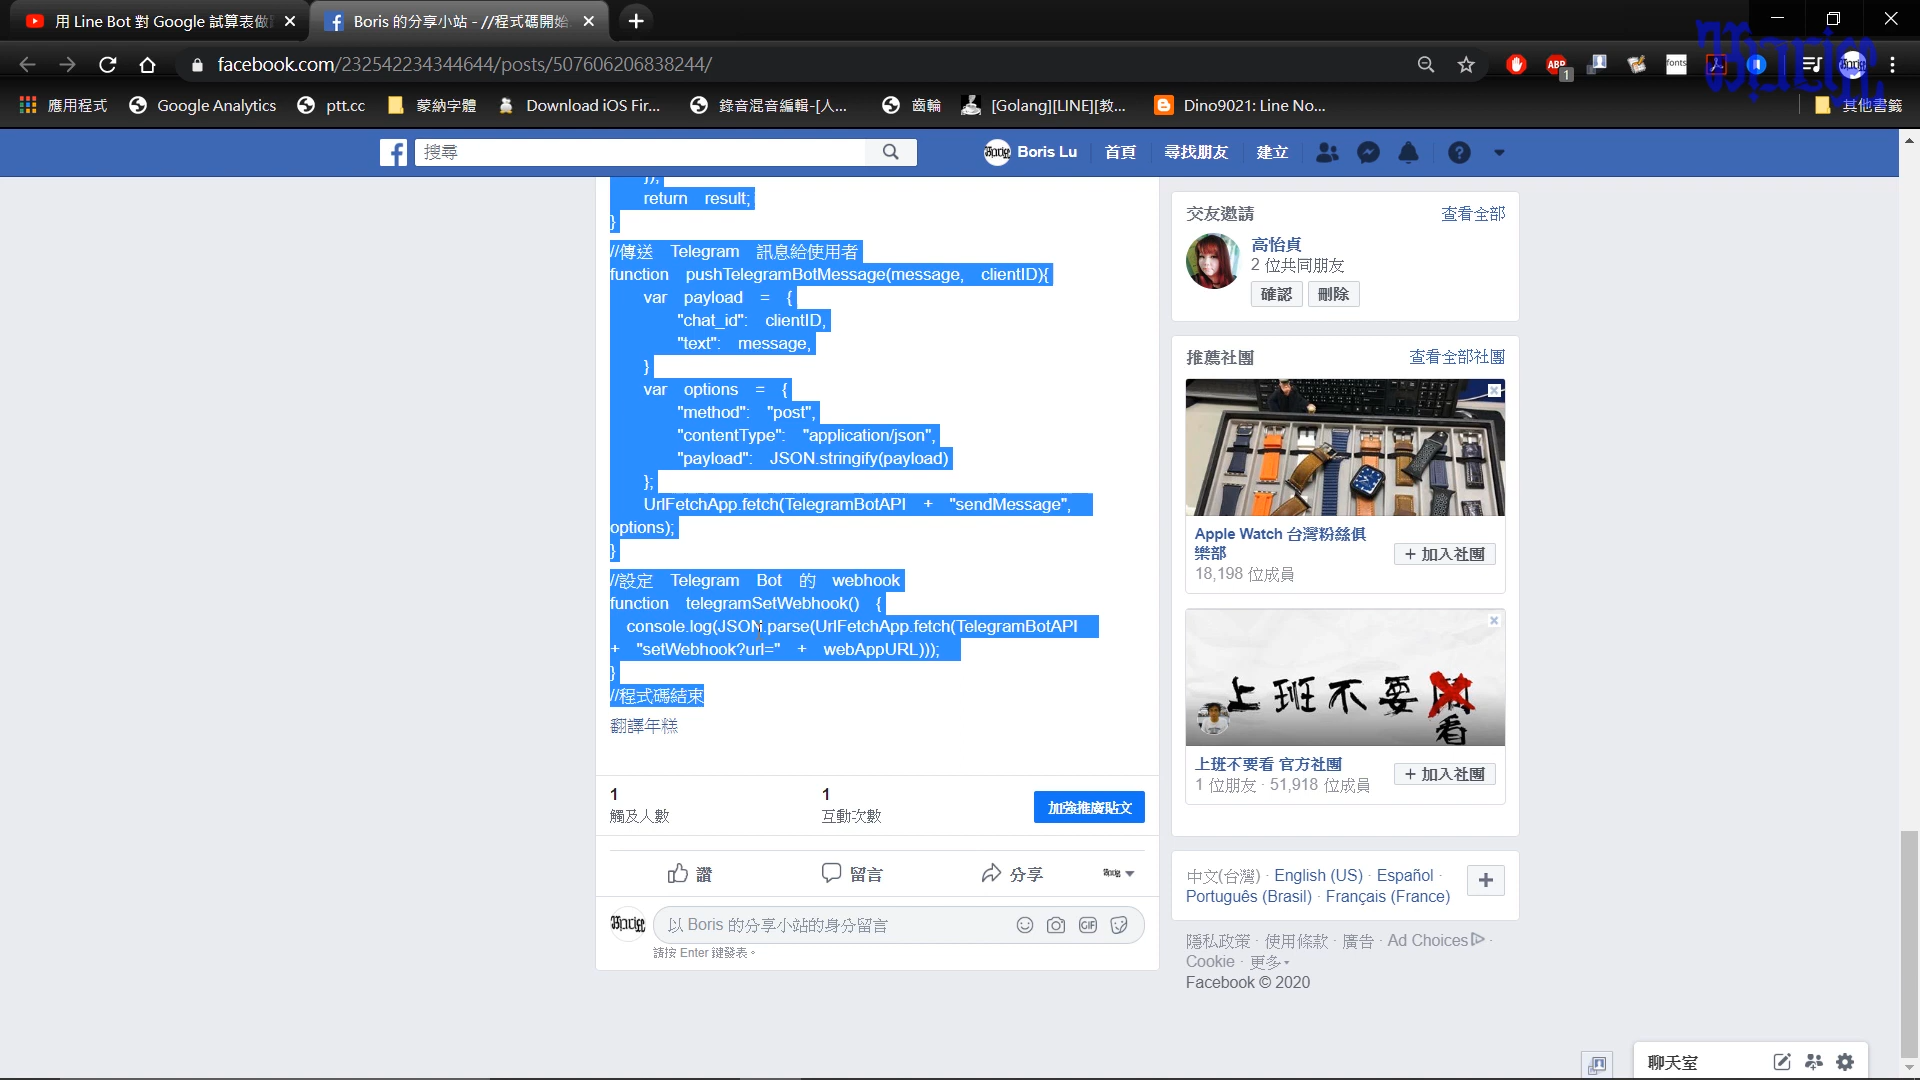 用 Line Bot 對 Google 試算表做
Boris 的分享小站 - //程式碼開始
facebook.com/232542234344644/posts/507606206838244/
ABP
1
fonts
應用程式
Google Analytics
ptt.cc
蒙納字體
Download iOS Fir...
錄音混音編輯-[人...
齒輪
[Golang][LINE][教...
Dino9021: Line No...
其他書籤
搜尋
Boris Lu
首頁
尋找朋友
建立
});
return result;
}
//傳送 Telegram 訊息給使用者
function pushTelegramBotMessage(message, clientID){
var payload = {
"chat_id": clientID,
"text": message,
}
var options = {
"method": "post",
"contentType": "application/json",
"payload": JSON.stringify(payload)
};
UrlFetchApp.fetch(TelegramBotAPI + "sendMessage",
options);
}
//設定 Telegram Bot 的 webhook
function telegramSetWebhook() {
console.log(JSON.parse(UrlFetchApp.fetch(TelegramBotAPI
+ "setWebhook?url=" + webAppURL)));
}
//程式碼結束
翻譯年糕
1
觸及人數
1
互動次數
加強推廣貼文
讚
留言
分享
以 Boris 的分享小站的身分留言
GIF
請按 Enter 鍵發表。
交友邀請
查看全部
高怡貞
2 位共同朋友
確認
刪除
推薦社團
查看全部社團
Apple Watch 台灣粉絲俱
樂部
18,198 位成員
+ 加入社團
上班不要
看
上班不要看 官方社團
1 位朋友 · 51,918 位成員
+ 加入社團
中文(台灣) · English (US) · Español ·
Português (Brasil) · Français (France)
隱私政策 · 使用條款 · 廣告 · Ad Choices ·
Cookie · 更多
Facebook © 2020
聊天室